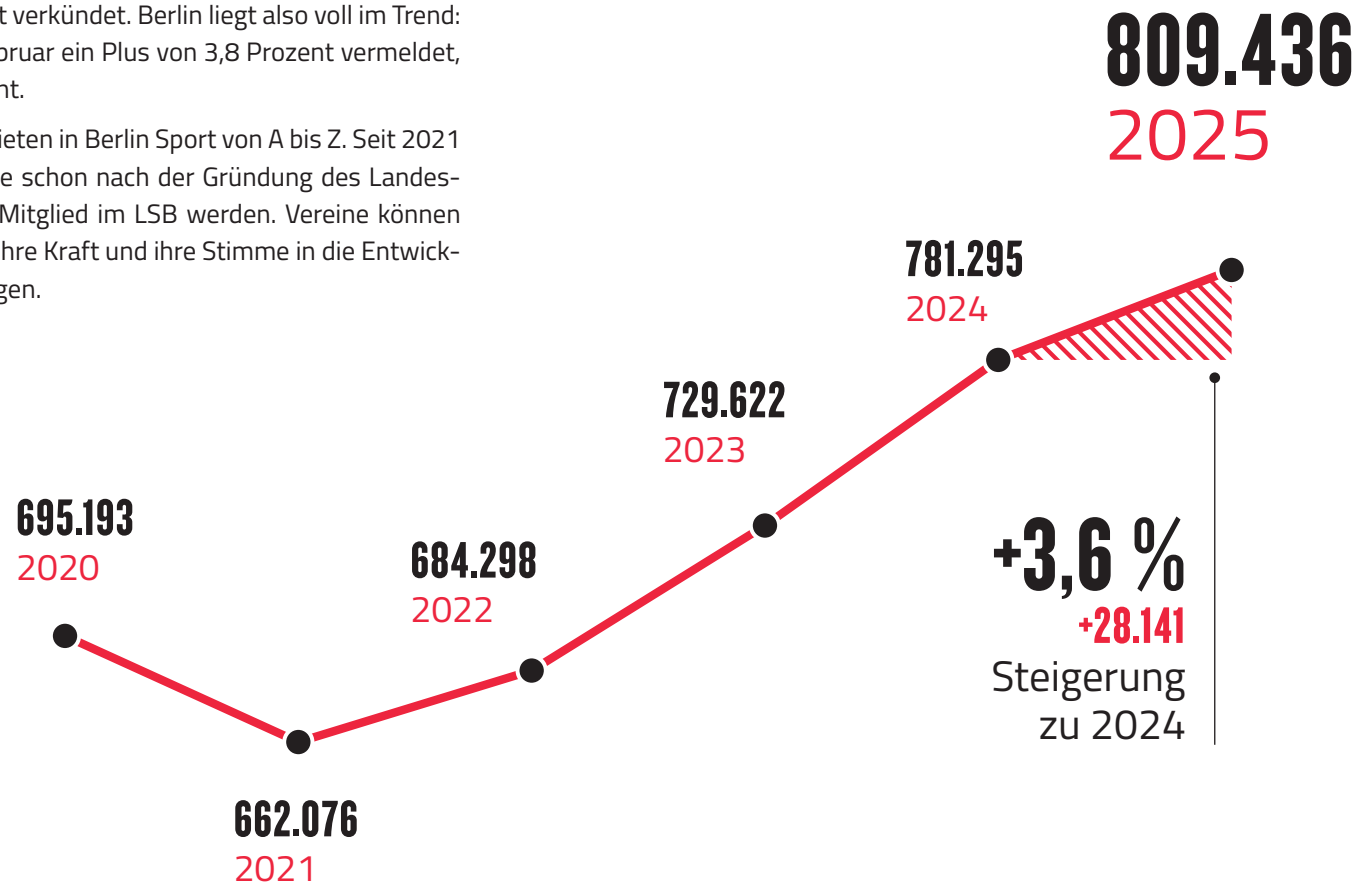 t verkündet. Berlin liegt also voll im Trend:
bruar ein Plus von 3,8 Prozent vermeldet,
nt.
ieten in Berlin Sport von A bis Z. Seit 2021
e schon nach der Gründung des Landes-
Mitglied im LSB werden. Vereine können
hre Kraft und ihre Stimme in die Entwick-
gen.
809.436
2025
781.295
2024
729.622
2023
695.193
2020
684.298
2022
662.076
2021
+3,6 %
+28.141
Steigerung
zu 2024